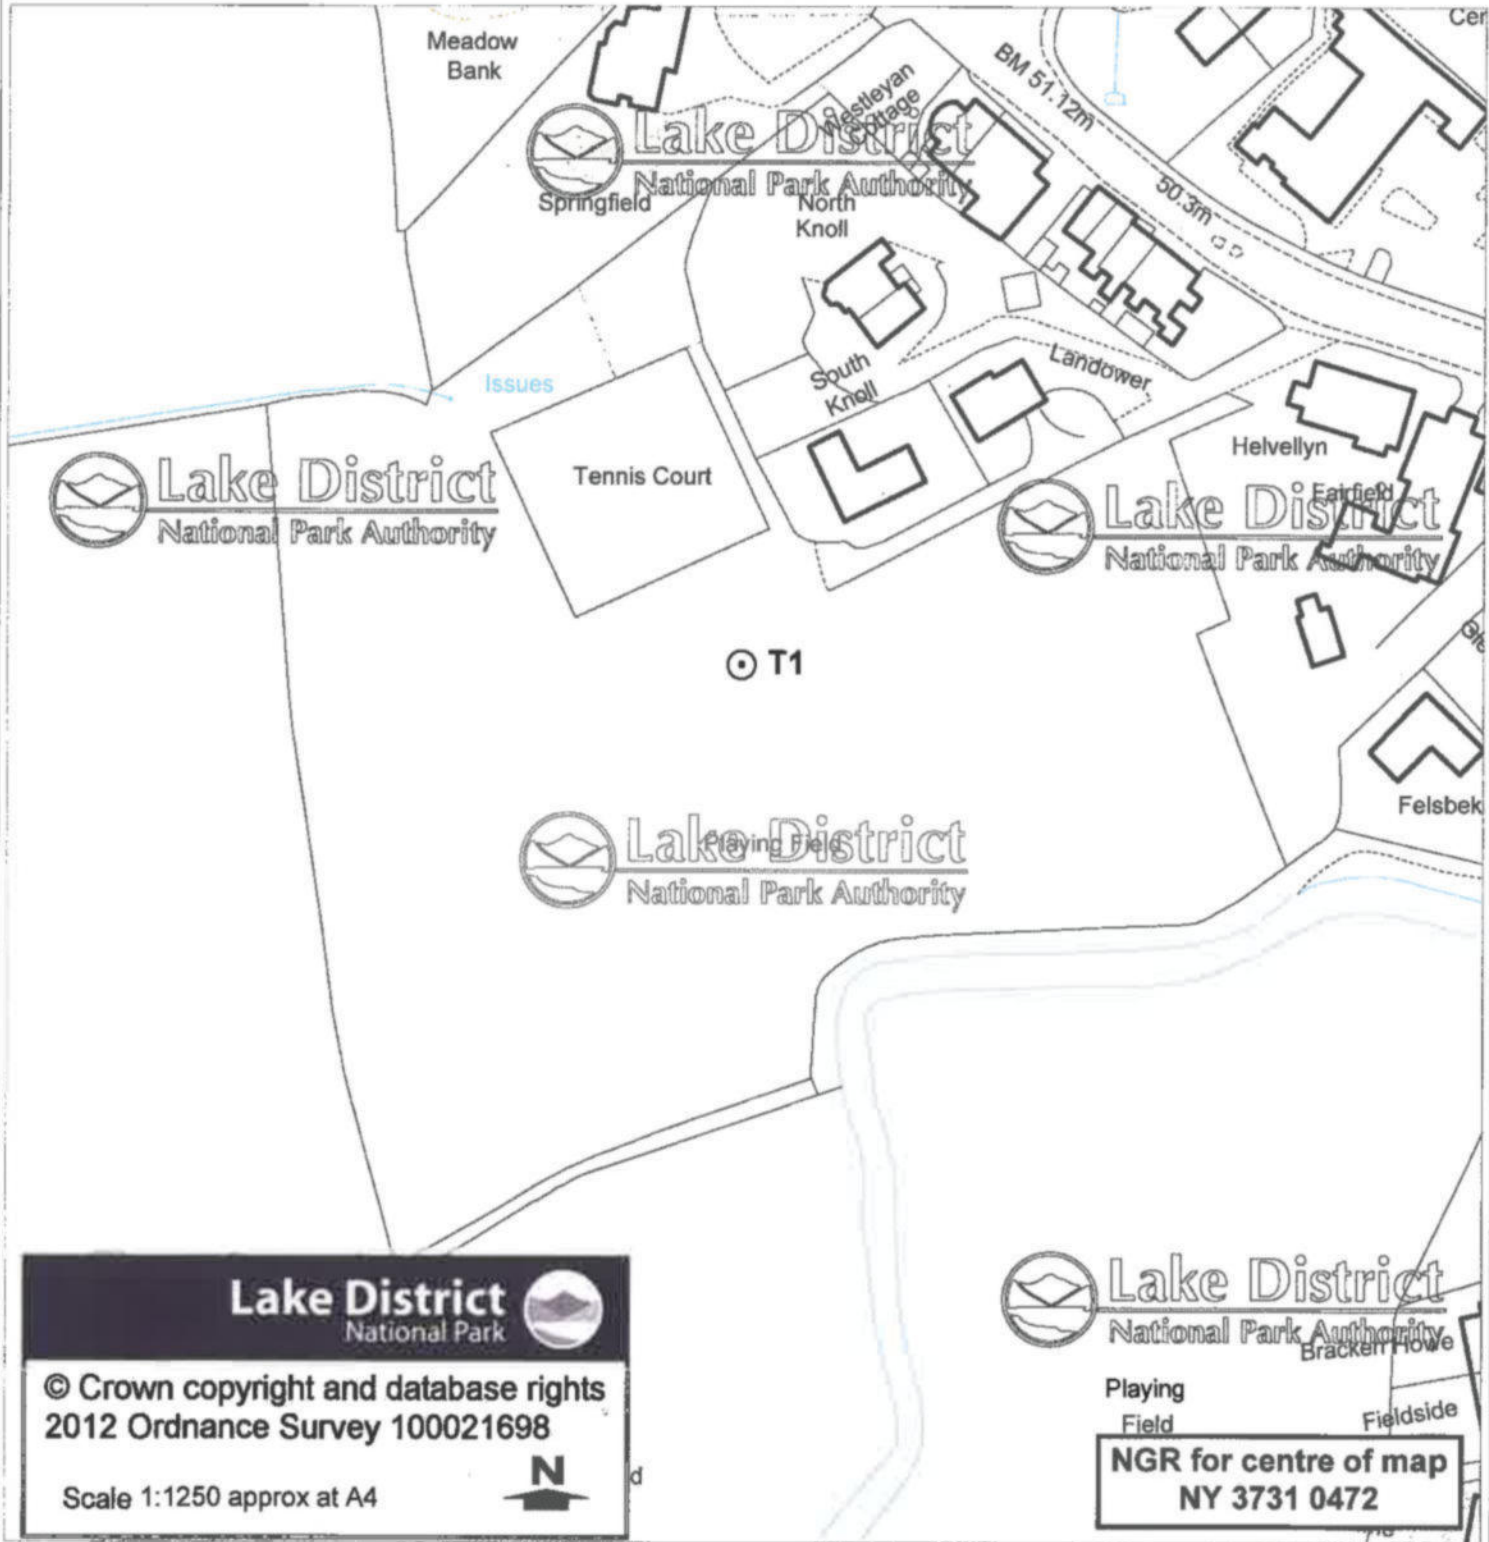 Meadow
Bank
Cer
BM 51.12m
Westleyan
Cottage
Lake District
National Park Authority
Springfield
North
Knoll
50.3m
Issues
South
Knoll
Landower
Helvellyn
Tennis Court
Fairfield
Lake District
National Park Authority
Lake District
National Park Authority
T1
Felsbek
Playing Field
Lake District
National Park Authority
Lake District
National Park Authority
Bracken Howe
Playing
Field
Fieldside
Lake District
National Park
© Crown copyright and database rights
2012 Ordnance Survey 100021698
N
Scale 1:1250 approx at A4
d
NGR for centre of map
NY 3731 0472